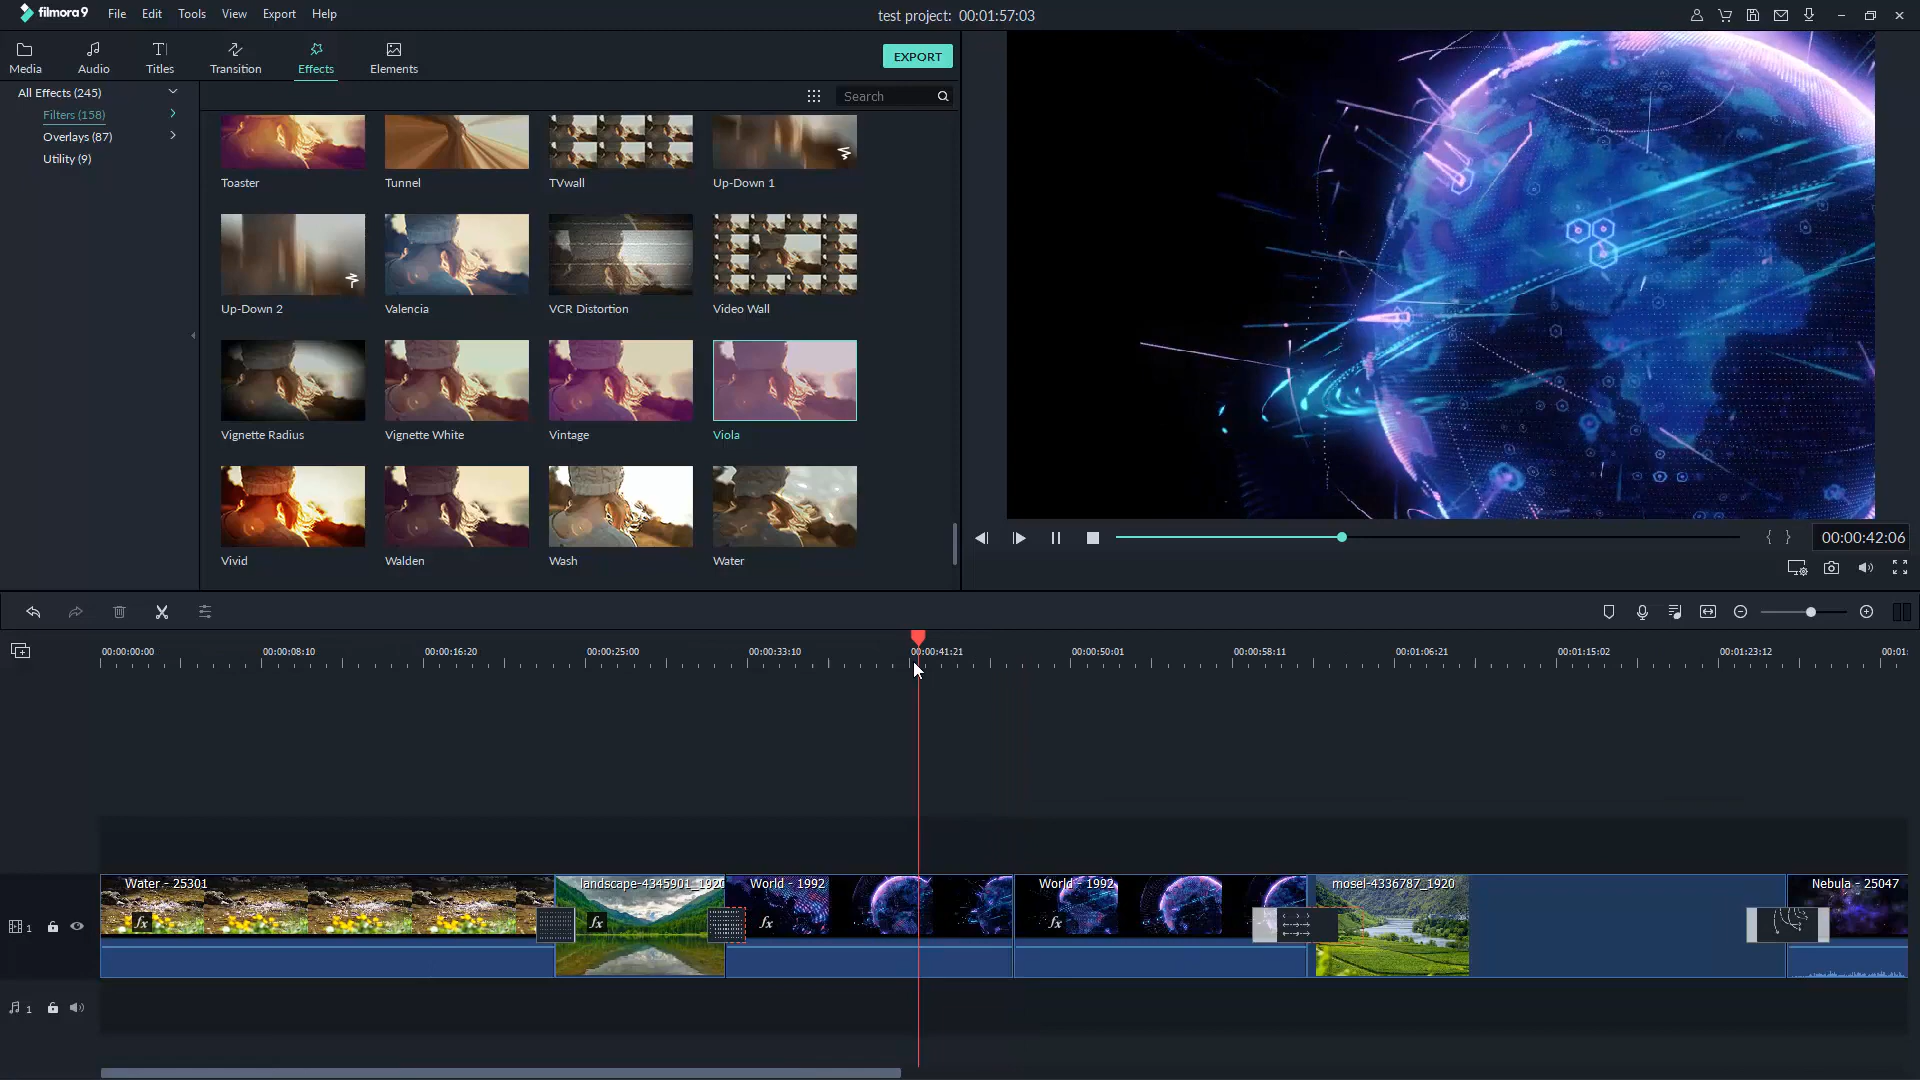 filmora9 File Edit Tools View Export Help test project: 00:01:57:03
Media Audio Titles Transition Effects Elements EXPORT
All Effects (245)
Filters (158)
Overlays (87)
Utility (9)
Search
Toaster Tunnel TVwall Up-Down 1
Up-Down 2 Valencia VCR Distortion Video Wall
Vignette Radius Vignette White Vintage Viola
Vivid Walden Wash Water
{ } 00:00:42:06
00:00:00:00 00:00:08:10 00:00:16:20 00:00:25:00 00:00:33:10 00:00:41:21 00:00:50:01 00:00:58:11 00:01:06:21 00:01:15:02 00:01:23:12 00:01:
Water - 25301 landscape-4345901_192 World - 1992 World - 1992 mosel-4336787_1920 Nebula - 25047
fx fx fx fx
1
1